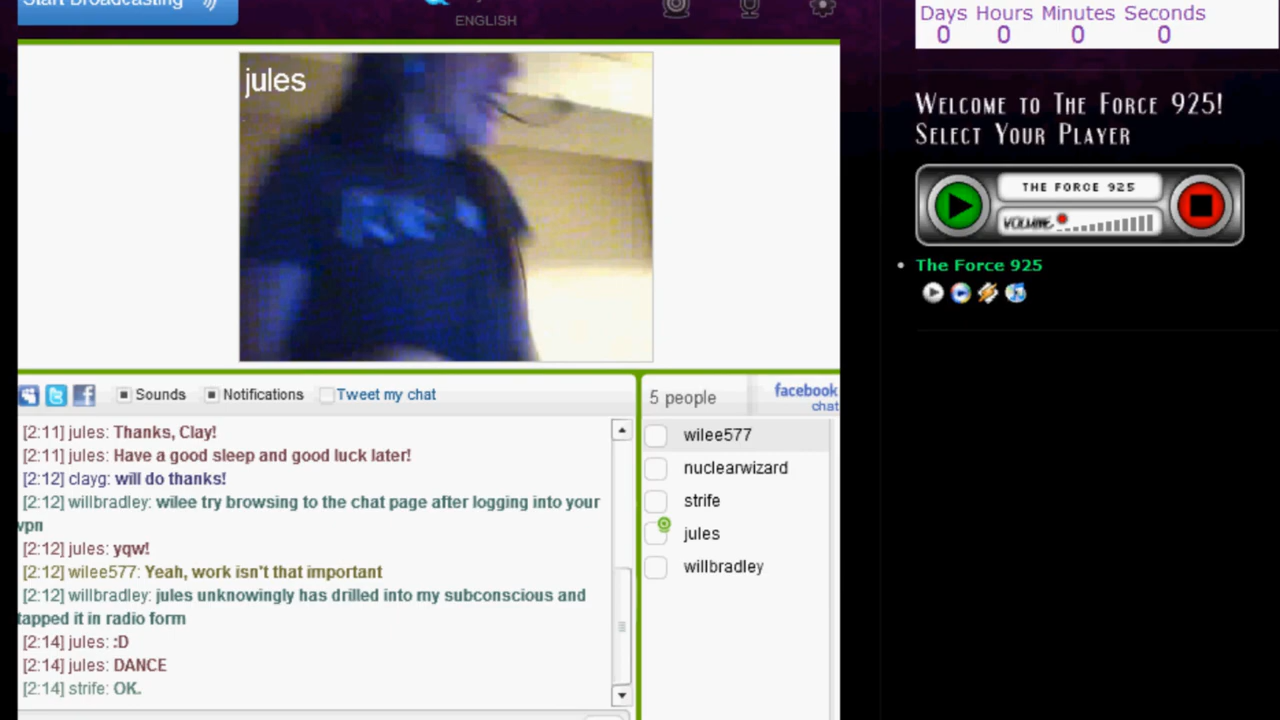 Start Broadcasting
ENGLISH
Days Hours Minutes Seconds
0 0 0 0
jules
WELCOME TO THE FORCE 925!
SELECT YOUR PLAYER
THE FORCE 925
VOLUME
The Force 925
Sounds
Notifications
Tweet my chat
5 people
facebook
chat
[2:11] jules: Thanks, Clay!
[2:11] jules: Have a good sleep and good luck later!
[2:12] clayg: will do thanks!
[2:12] willbradley: wilee try browsing to the chat page after logging into your
vpn
[2:12] jules: yqw!
[2:12] wilee577: Yeah, work isn't that important
[2:12] willbradley: jules unknowingly has drilled into my subconscious and
tapped it in radio form
[2:14] jules: :D
[2:14] jules: DANCE
[2:14] strife: OK.
wilee577
nuclearwizard
strife
jules
willbradley